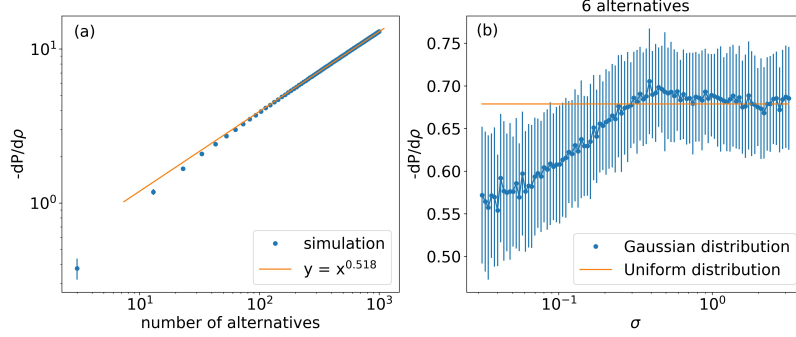 (a)
10¹
10⁰
-dP/dρ
10¹
10²
10³
number of alternatives
simulation
y = x^0.518
6 alternatives
(b)
0.75
0.70
0.65
0.60
0.55
0.50
-dP/dρ
10⁻¹
10⁰
σ
Gaussian distribution
Uniform distribution